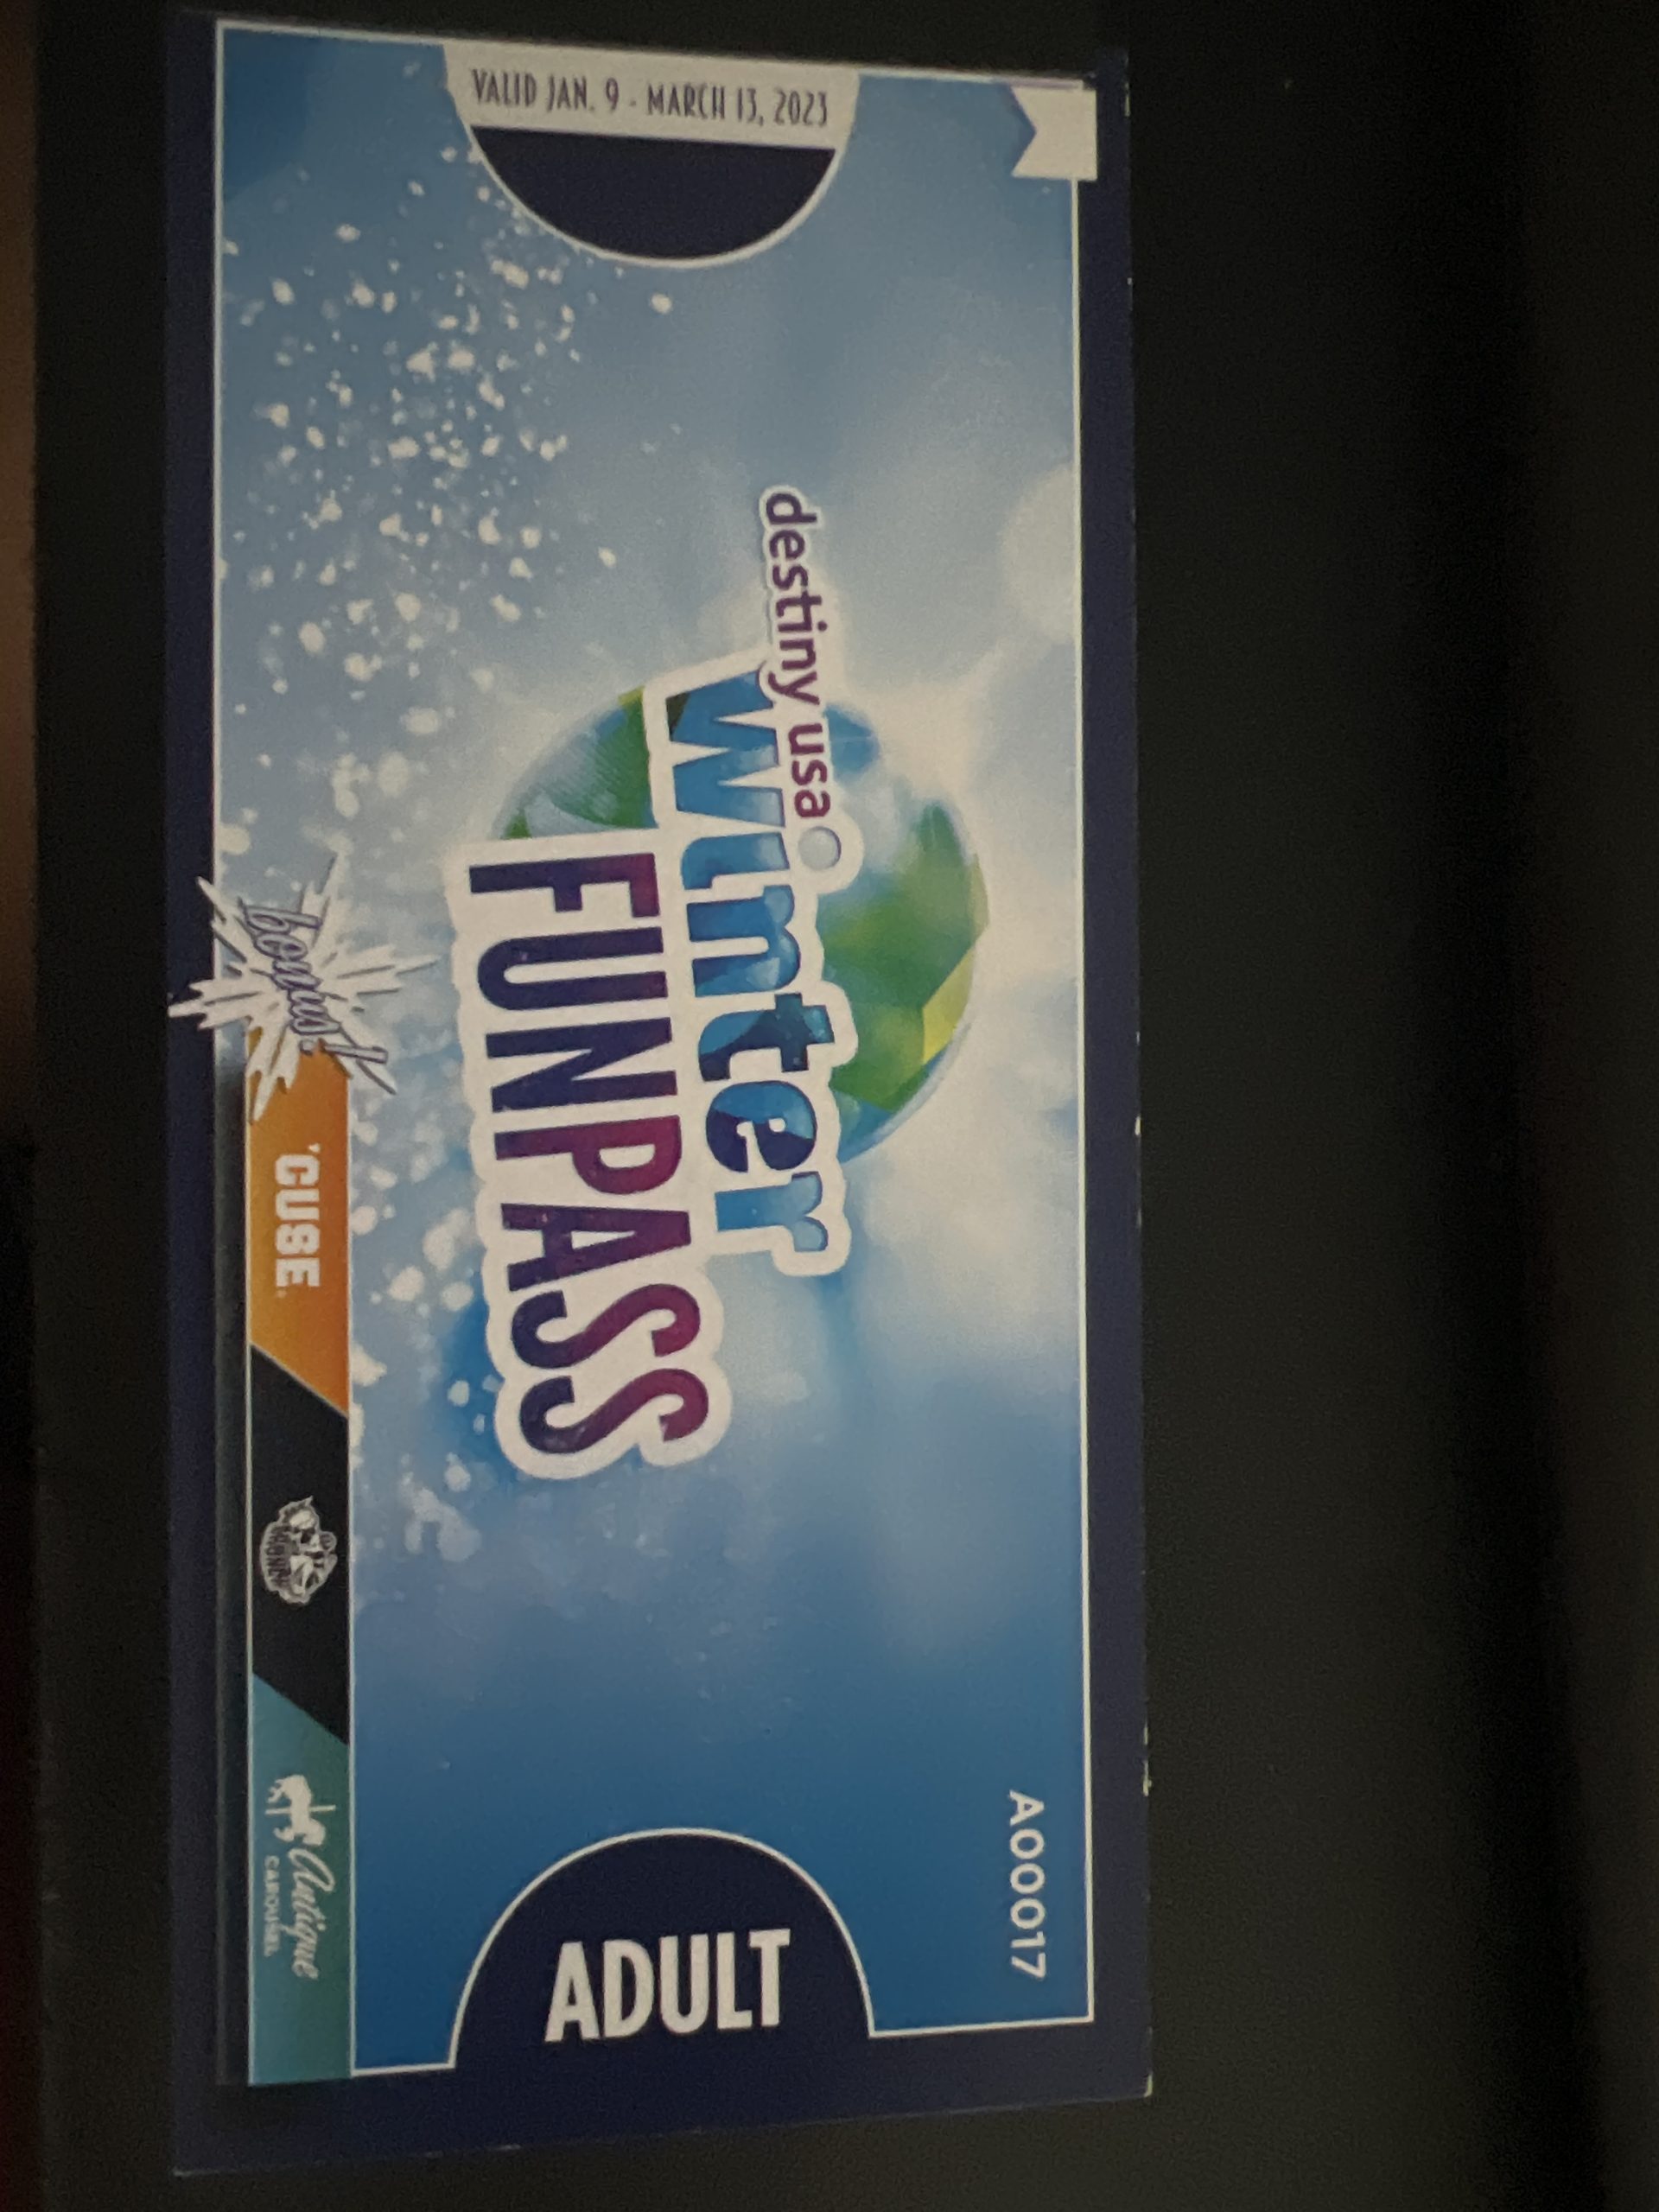 A00017
destiny usa
Winter
FUNPASS
VALID JAN. 9 - MARCH 13, 2023
ADULT
bonus!
'CUSE.
Antique
CAROUSEL